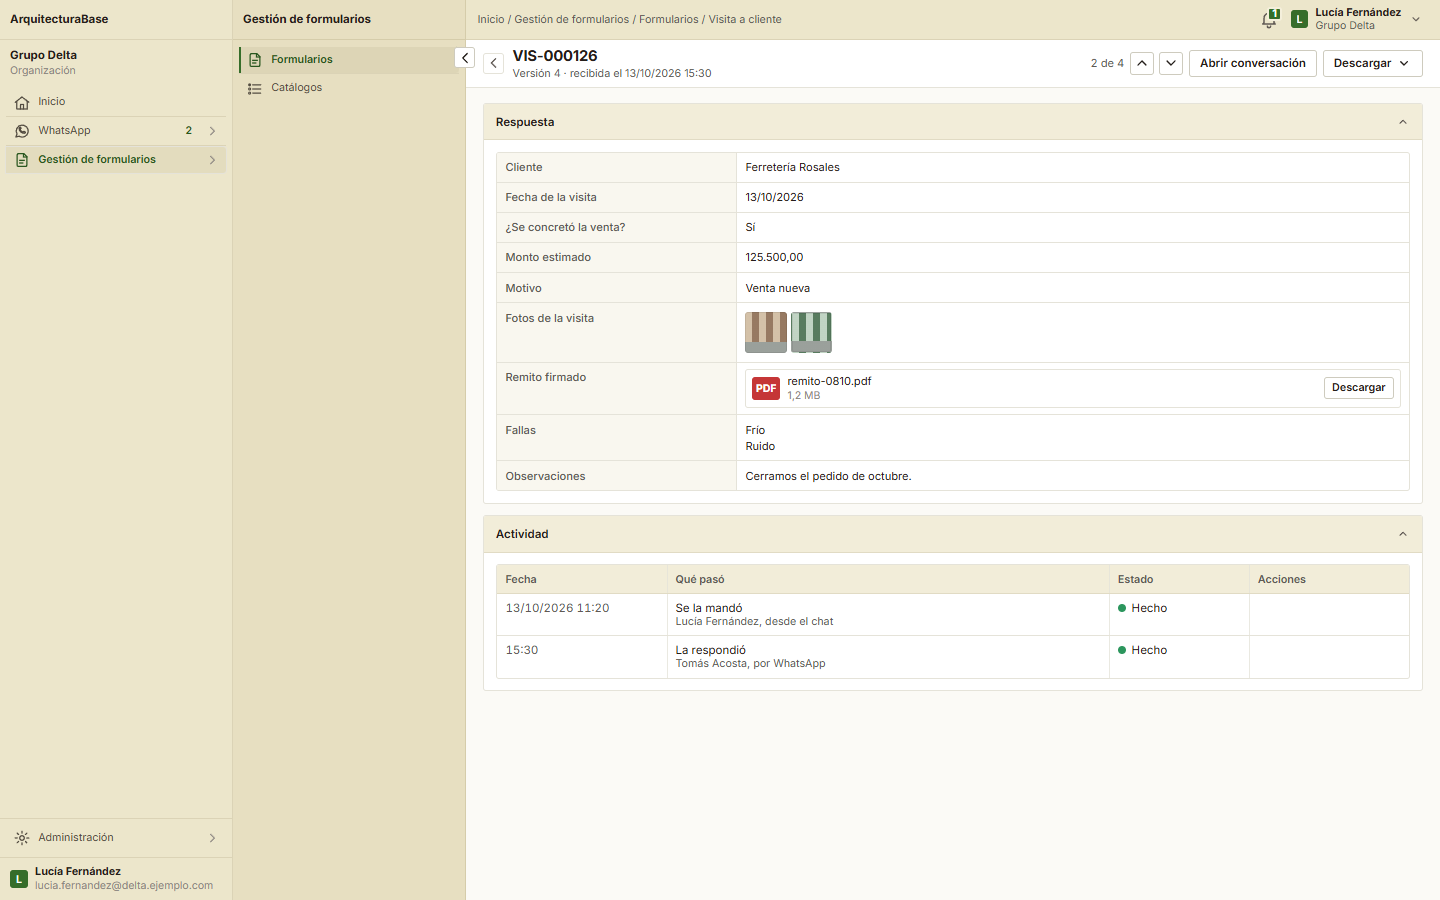 ArquitecturaBase
Grupo Delta
Organización
Inicio
WhatsApp 2
Gestión de formularios
Administración
L Lucía Fernández
lucia.fernandez@delta.ejemplo.com
Gestión de formularios
Formularios
Catálogos
Inicio / Gestión de formularios / Formularios / Visita a cliente
1
L Lucía Fernández
Grupo Delta
VIS-000126
Versión 4 · recibida el 13/10/2026 15:30
2 de 4
Abrir conversación
Descargar
Respuesta
Cliente Ferretería Rosales
Fecha de la visita 13/10/2026
¿Se concretó la venta? Sí
Monto estimado 125.500,00
Motivo Venta nueva
Fotos de la visita
Remito firmado PDF remito-0810.pdf
1,2 MB
Descargar
Fallas Frío
Ruido
Observaciones Cerramos el pedido de octubre.
Actividad
Fecha Qué pasó Estado Acciones
13/10/2026 11:20 Se la mandó Hecho
Lucía Fernández, desde el chat
15:30 La respondió Hecho
Tomás Acosta, por WhatsApp